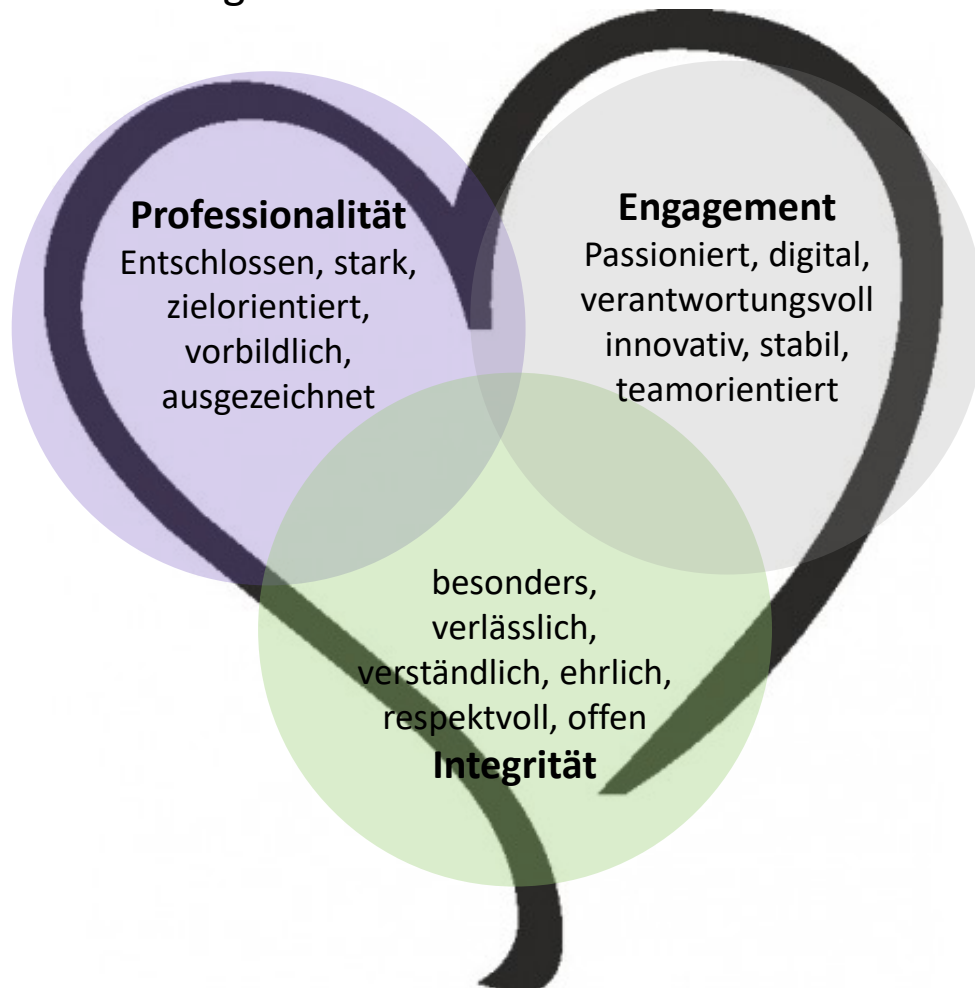 Professionalität
Entschlossen, stark,
zielorientiert,
vorbildlich,
ausgezeichnet
Engagement
Passioniert, digital,
verantwortungsvoll
innovativ, stabil,
teamorientiert
besonders,
verlässlich,
verständlich, ehrlich,
respektvoll, offen
Integrität